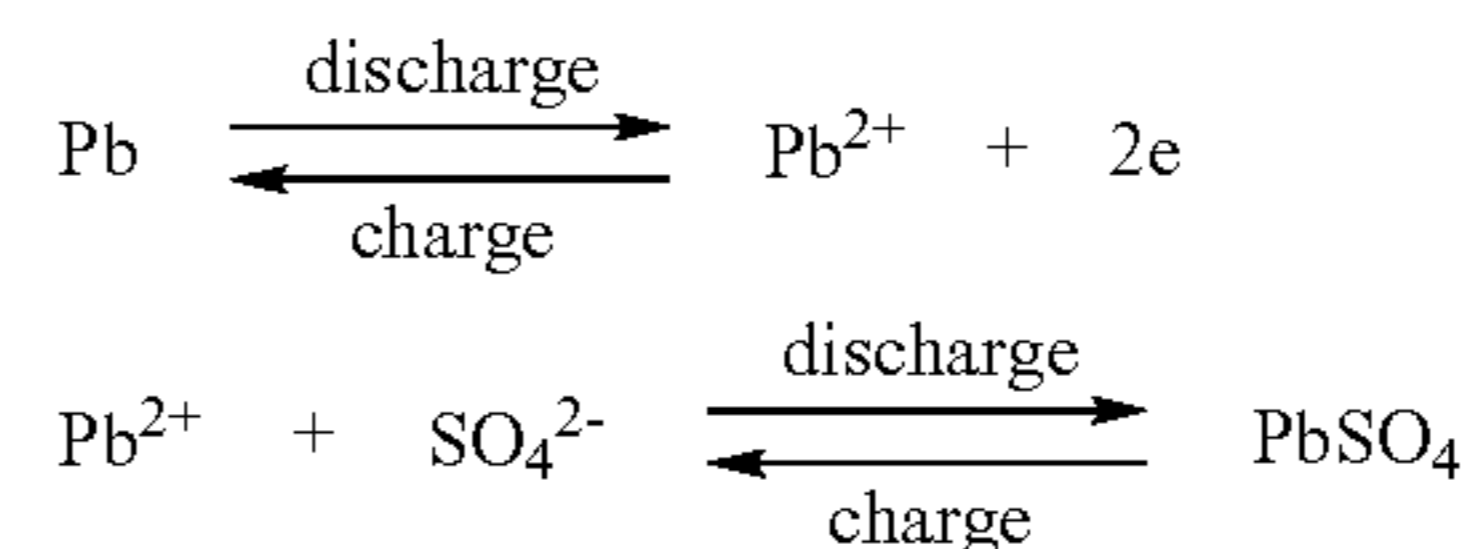 discharge
Pb ⇌ Pb²⁺ + 2e
charge
discharge
Pb²⁺ + SO₄²⁻ ⇌ PbSO₄
charge